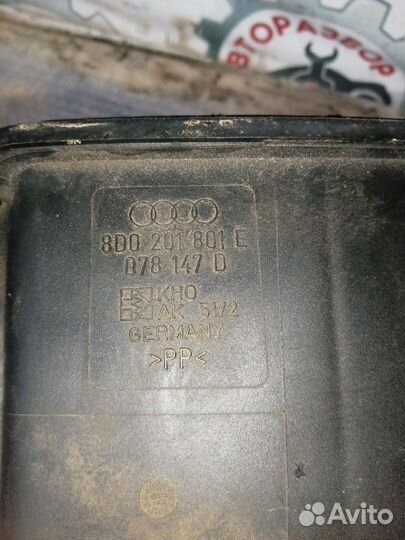 АВТОРАЗБОР
8D0 201 801 E
078 147 D
KHO
AK 51/2
GERMANY
>PP<
Avito